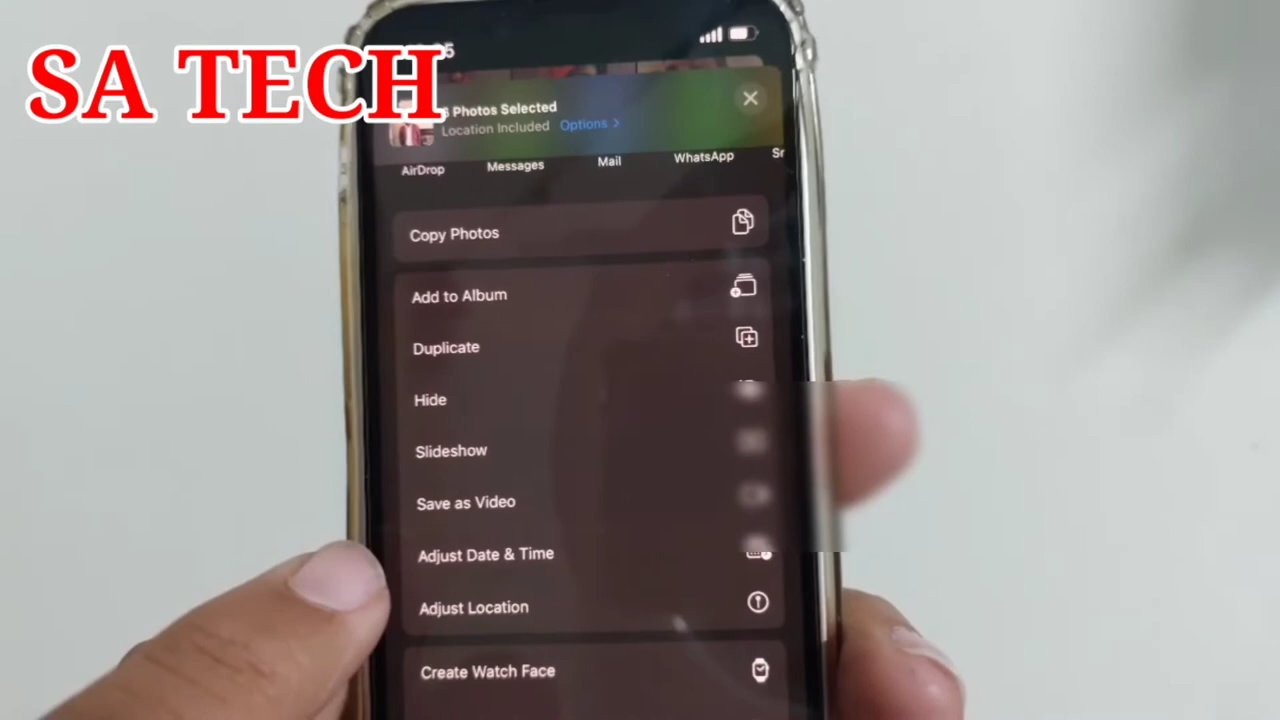 SA TECH
Photos Selected
Location Included Options >
AirDrop Messages Mail WhatsApp
Copy Photos
Add to Album
Duplicate
Hide
Slideshow
Save as Video
Adjust Date & Time
Adjust Location
Create Watch Face